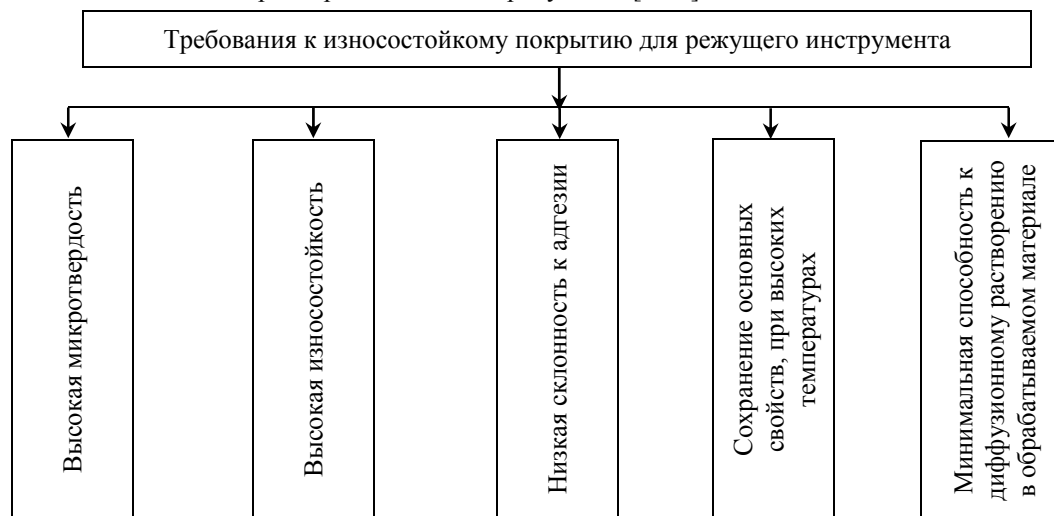 Требования к износостойкому покрытию для режущего инструмента
Высокая микротвердость
Высокая износостойкость
Низкая склонность к адгезии
Сохранение основных
свойств, при высоких
температурах
Минимальная способность к
диффузионному растворению
в обрабатываемом материале